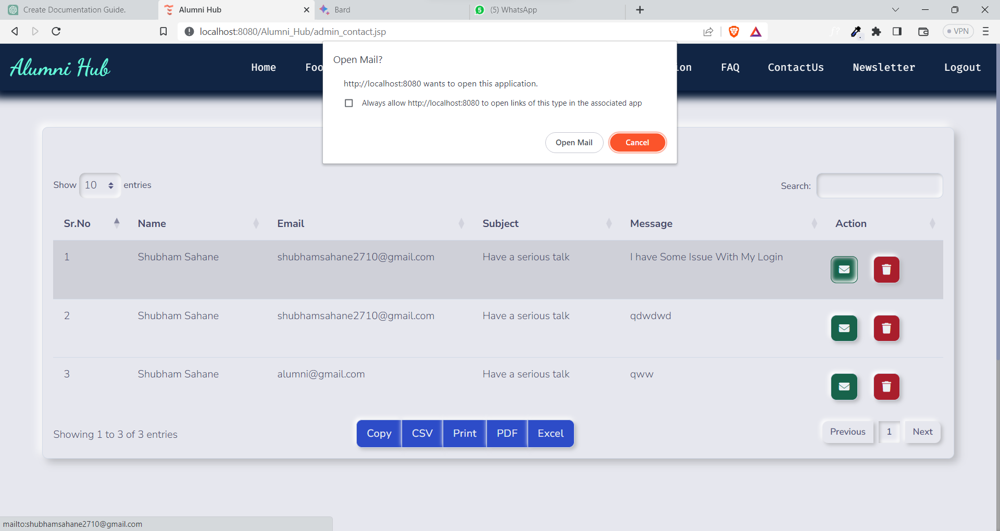 Create Documentation Guide.
Alumni Hub
Bard
5 (5) WhatsApp
localhost:8080/Alumni_Hub/admin_contact.jsp
VPN
Alumni Hub
Home Foo ion FAQ ContactUs Newsletter Logout
Open Mail?
http://localhost:8080 wants to open this application.
Always allow http://localhost:8080 to open links of this type in the associated app
Open Mail Cancel
Show 10 entries Search:
Sr.No Name Email Subject Message Action
1 Shubham Sahane shubhamsahane2710@gmail.com Have a serious talk I have Some Issue With My Login
2 Shubham Sahane shubhamsahane2710@gmail.com Have a serious talk qdwdwd
3 Shubham Sahane alumni@gmail.com Have a serious talk qww
Showing 1 to 3 of 3 entries Copy CSV Print PDF Excel Previous 1 Next
mailto:shubhamsahane2710@gmail.com